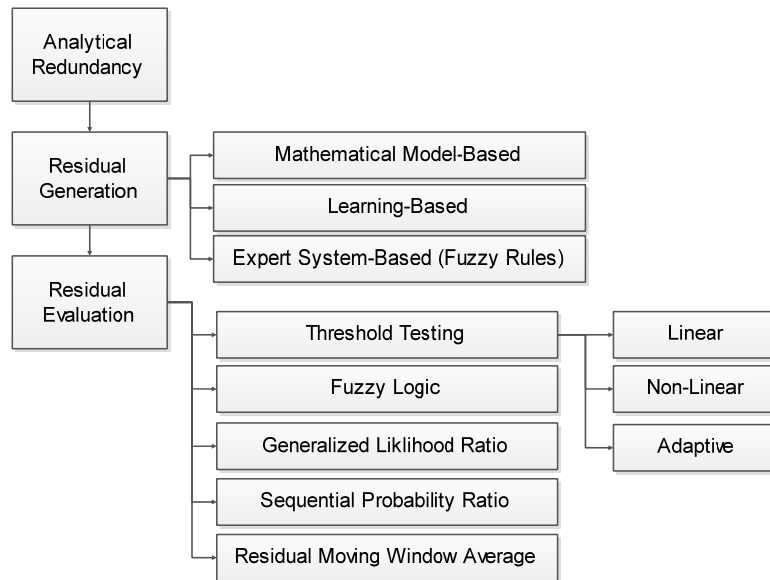 Analytical
Redundancy
Residual
Generation
Mathematical Model-Based
Learning-Based
Expert System-Based (Fuzzy Rules)
Residual
Evaluation
Threshold Testing
Linear
Fuzzy Logic
Non-Linear
Generalized Liklihood Ratio
Adaptive
Sequential Probability Ratio
Residual Moving Window Average